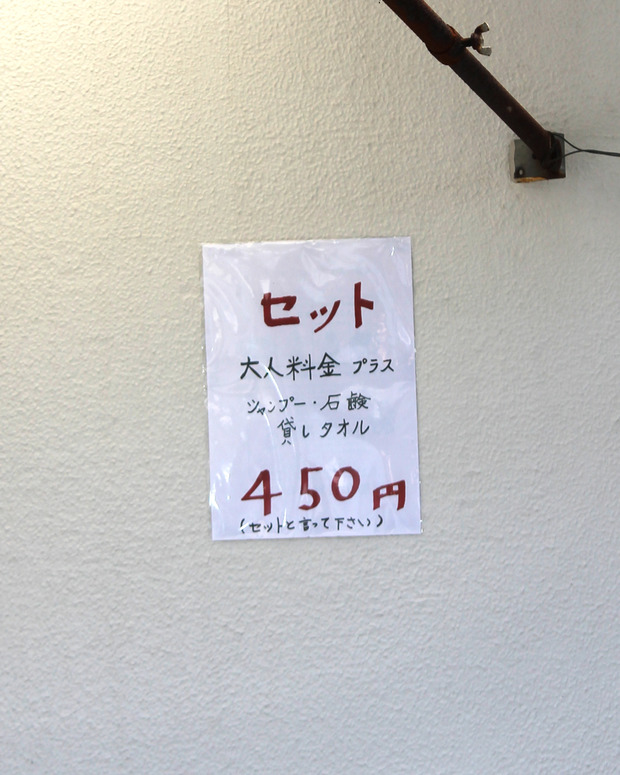 セット
大人料金 プラス
シャンプー・石鹸
貸しタオル
450円
(セットと言って下さい)